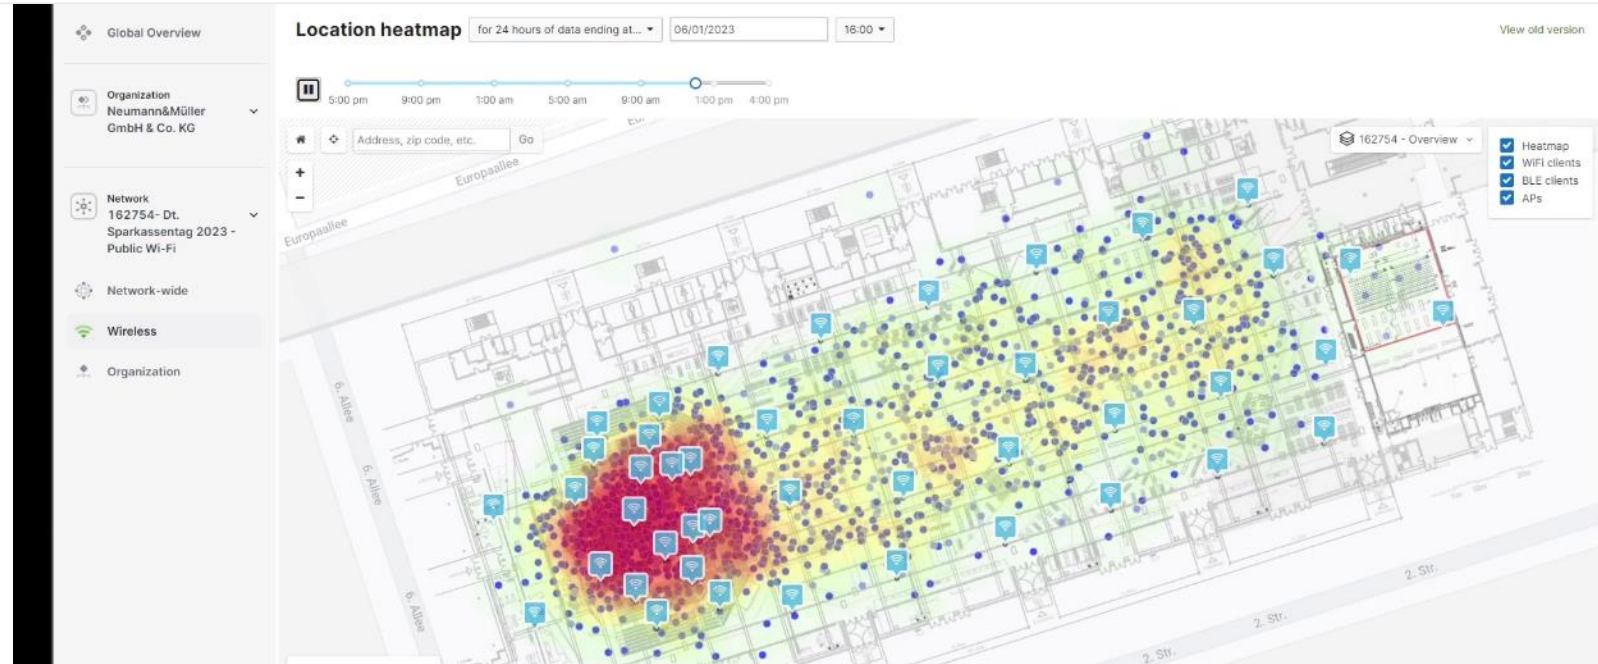 Global Overview
Organization
Neumann&Müller
GmbH & Co. KG
Network
162754- Dt.
Sparkassentag 2023 -
Public Wi-Fi
Network-wide
Wireless
Organization
Location heatmap
for 24 hours of data ending at...
06/01/2023
16:00
View old version
5:00 pm
9:00 pm
1:00 am
5:00 am
9:00 am
1:00 pm
4:00 pm
Address, zip code, etc.
Go
162754 - Overview
Heatmap
WiFi clients
BLE clients
APs
Europaallee
Europaallee
6. Allee
6. Allee
6. Allee
2. Str.
2. Str.
2. Str.